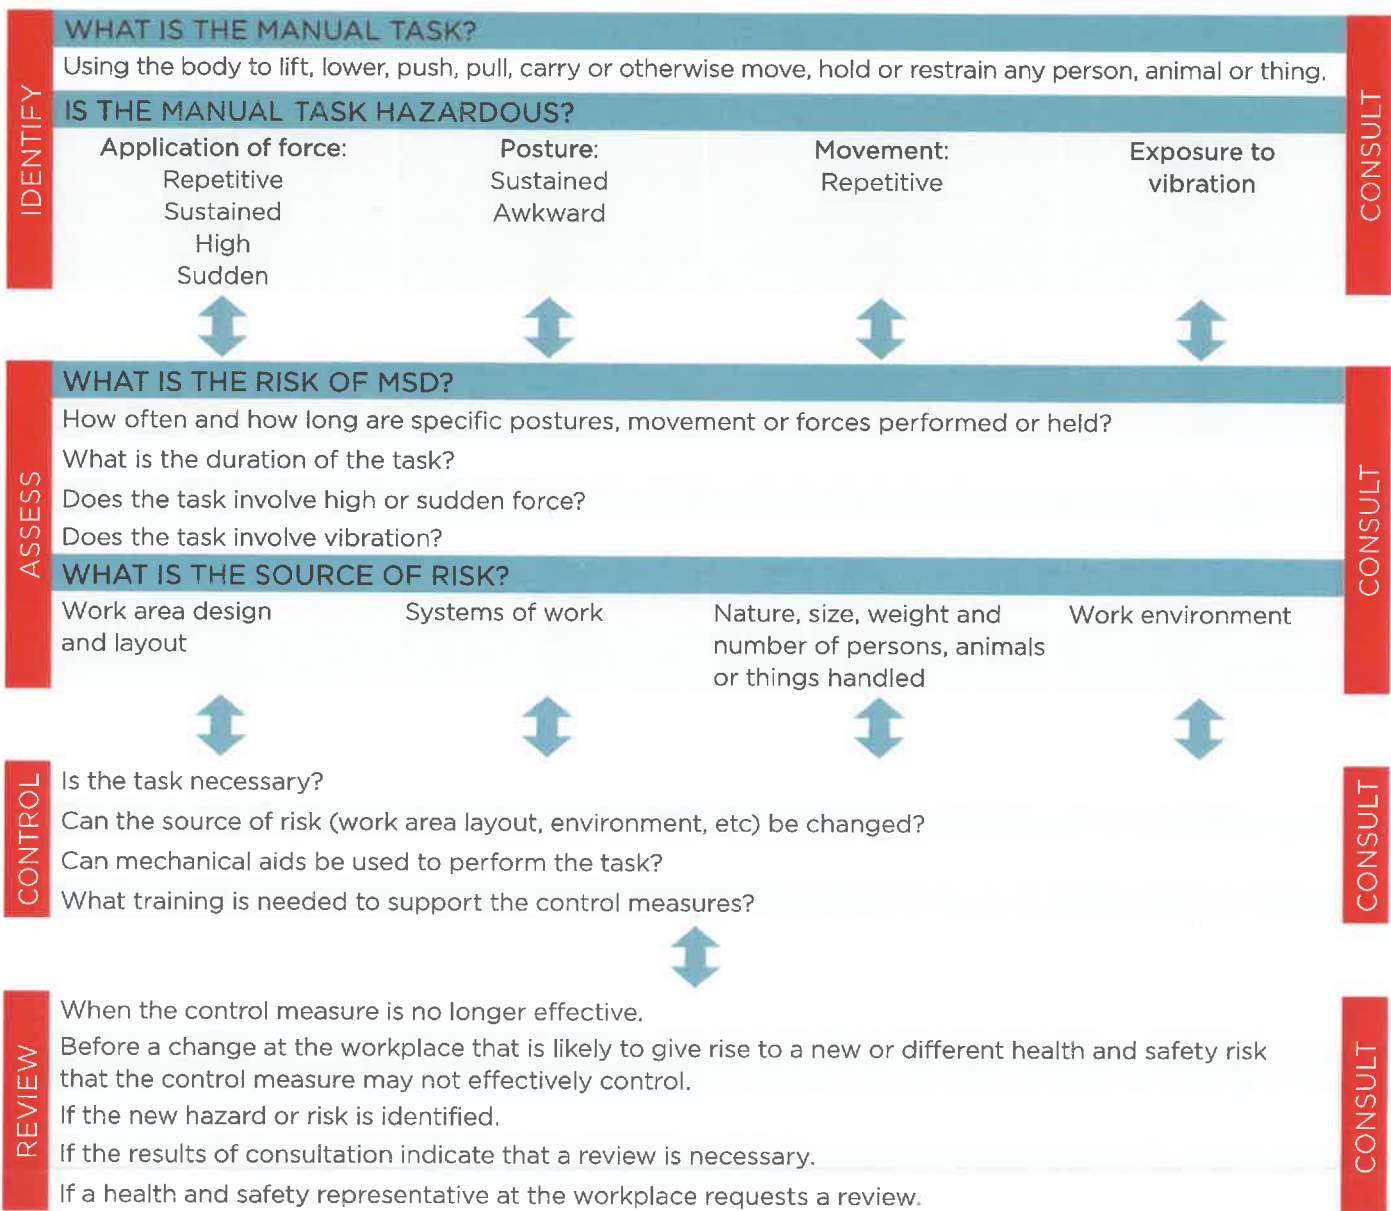 IDENTIFY
WHAT IS THE MANUAL TASK?
Using the body to lift, lower, push, pull, carry or otherwise move, hold or restrain any person, animal or thing.
IS THE MANUAL TASK HAZARDOUS?
Application of force:
Repetitive
Sustained
High
Sudden
Posture:
Sustained
Awkward
Movement:
Repetitive
Exposure to
vibration
CONSULT
ASSESS
WHAT IS THE RISK OF MSD?
How often and how long are specific postures, movement or forces performed or held?
What is the duration of the task?
Does the task involve high or sudden force?
Does the task involve vibration?
WHAT IS THE SOURCE OF RISK?
Work area design
and layout
Systems of work
Nature, size, weight and
number of persons, animals
or things handled
Work environment
CONSULT
CONTROL
Is the task necessary?
Can the source of risk (work area layout, environment, etc) be changed?
Can mechanical aids be used to perform the task?
What training is needed to support the control measures?
CONSULT
REVIEW
When the control measure is no longer effective.
Before a change at the workplace that is likely to give rise to a new or different health and safety risk
that the control measure may not effectively control.
If the new hazard or risk is identified.
If the results of consultation indicate that a review is necessary.
If a health and safety representative at the workplace requests a review.
CONSULT